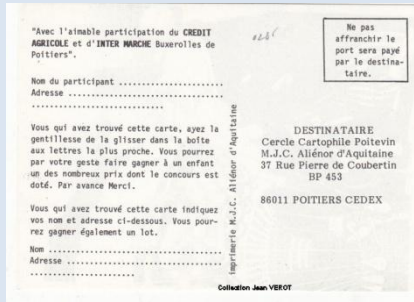 "Avec l'aimable participation du CREDIT
AGRICOLE et d'INTER MARCHE Buxerolles de
Poitiers".
Nom du participant ....................
Adresse ...............................
..........................
Vous qui avez trouvé cette carte, ayez la
gentillesse de la glisser dans la boîte
aux lettres la plus proche. Vous pourrez
par votre geste faire gagner à un enfant
un des nombreux prix dont le concours est
doté. Par avance Merci.
Vous qui avez trouvé cette carte indiquez
vos nom et adresse ci-dessous. Vous pour-
rez gagner également un lot.
Nom ...................................
Adresse ...............................
.....................
imprimerie M.J.C. Aliénor d'Aquitaine
Ne pas
affranchir le
port sera payé
par le destina-
taire.
DESTINATAIRE
Cercle Cartophile Poitevin
M.J.C. Aliénor d'Aquitaine
37 Rue Pierre de Coubertin
BP 453
86011 POITIERS CEDEX
Collection Jean VEROT